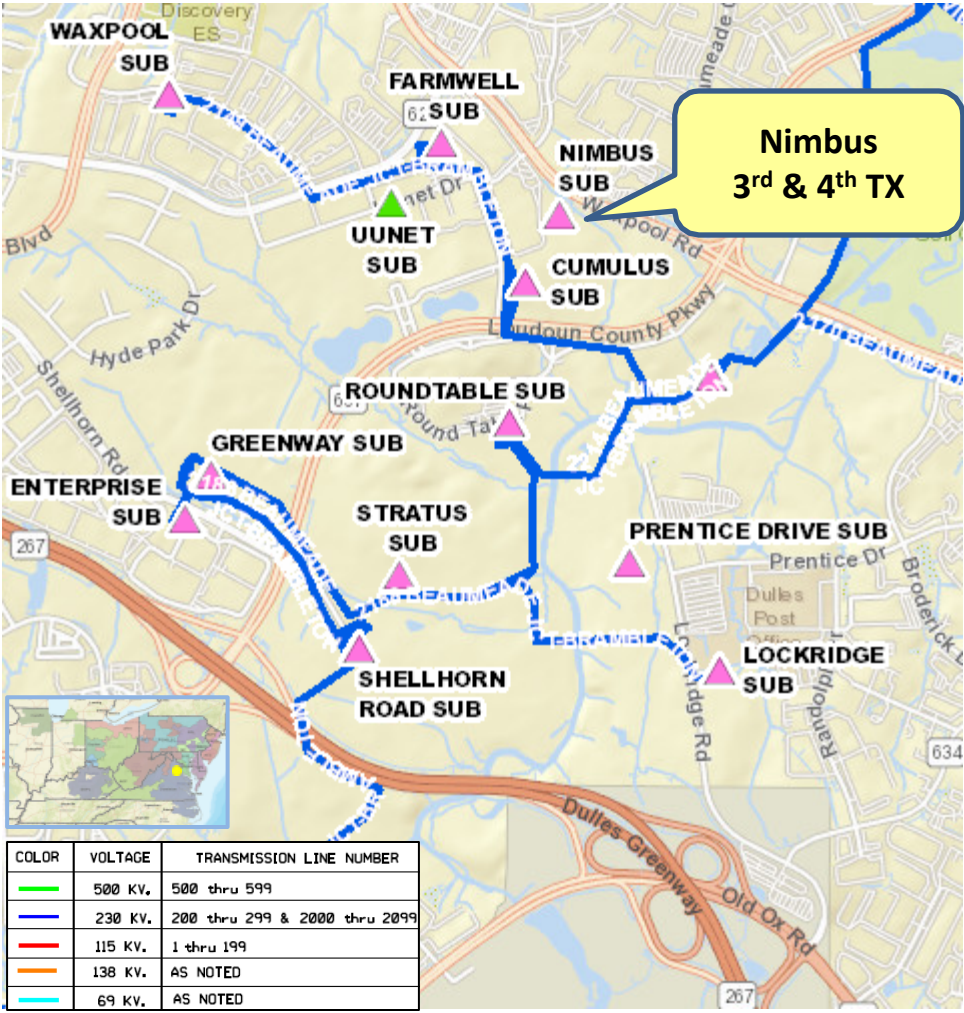 Discovery
ES
WAXPOOL
SUB
FARMWELL
SUB
NIMBUS
SUB
Nimbus
3rd & 4th TX
Waxpool Rd
UUNET
SUB
Blvd
CUMULUS
SUB
Loudoun County Pkwy
Hyde Park Dr
Shellhorn Rd
ROUNDTABLE SUB
GREENWAY SUB
ENTERPRISE
SUB
STRATUS
SUB
267
PRENTICE DRIVE SUB
Prentice Dr
Dulles
Post
Broderick D
LOCKRIDGE
SUB
SHELLHORN
ROAD SUB
Lockridge Rd
634
Dulles Greenway
Old Ox Rd
267
COLOR VOLTAGE TRANSMISSION LINE NUMBER
500 KV. 500 thru 599
230 KV. 200 thru 299 & 2000 thru 2099
115 KV. 1 thru 199
138 KV. AS NOTED
69 KV. AS NOTED